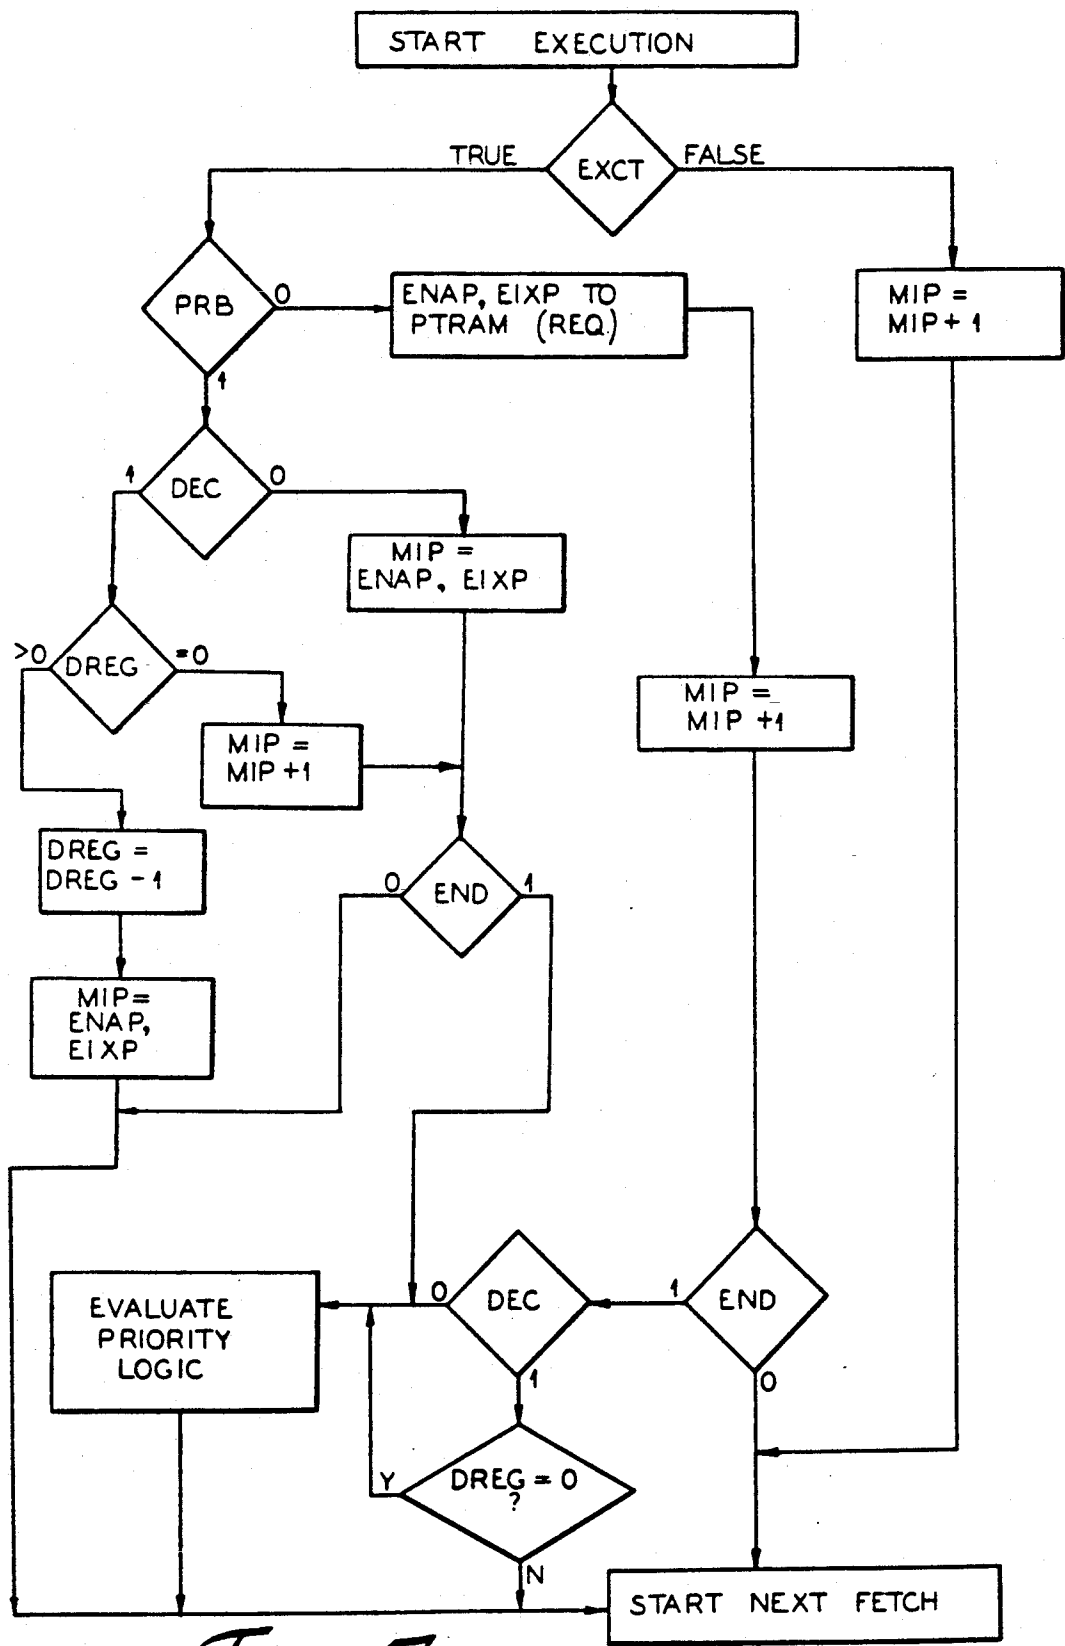 START EXECUTION
TRUE
EXCT
FALSE
PRB
0
1
ENAP, EIXP TO
PTRAM (REQ.)
MIP =
MIP + 1
1
DEC
0
MIP =
ENAP, EIXP
>0
DREG
=0
MIP =
MIP +1
MIP =
MIP +1
DREG =
DREG - 1
0
END
1
MIP=
ENAP,
EIXP
EVALUATE
PRIORITY
LOGIC
0
DEC
1
1
END
0
Y
DREG = 0
?
N
START NEXT FETCH